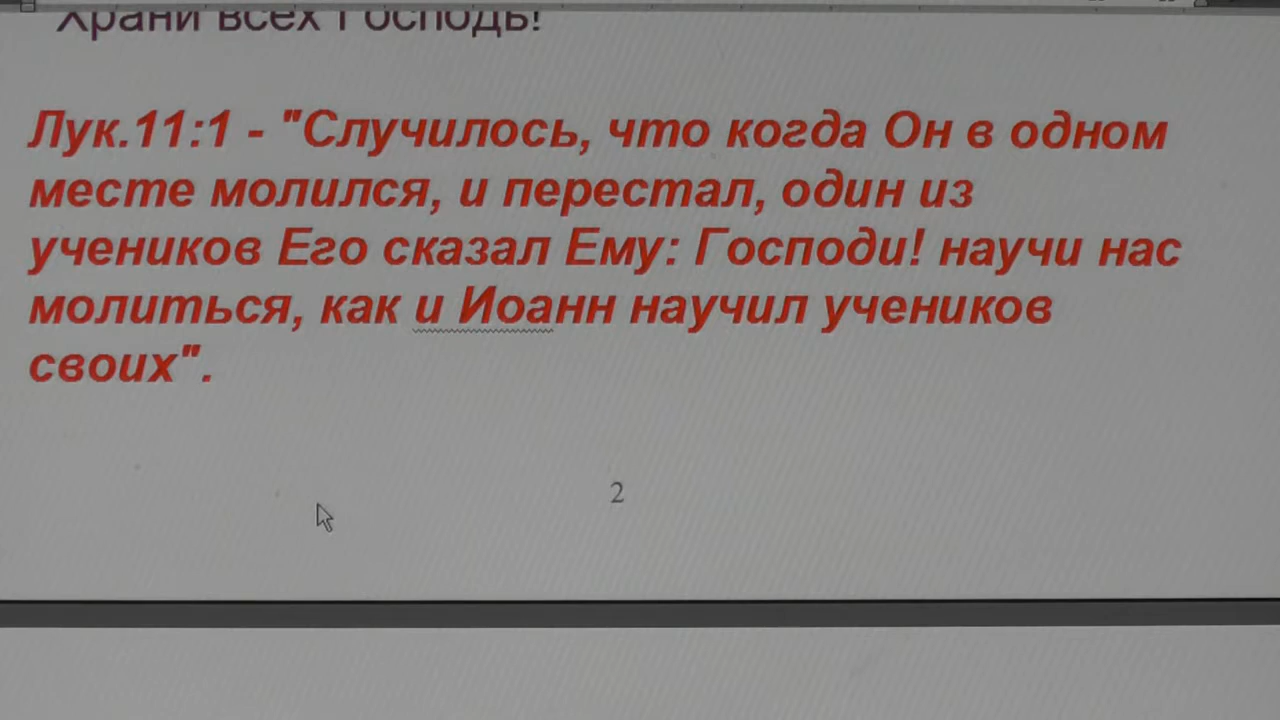 Храни всех Господь!
Лук.11:1 - "Случилось, что когда Он в одном
месте молился, и перестал, один из
учеников Его сказал Ему: Господи! научи нас
молиться, как и Иоанн научил учеников
своих".
2